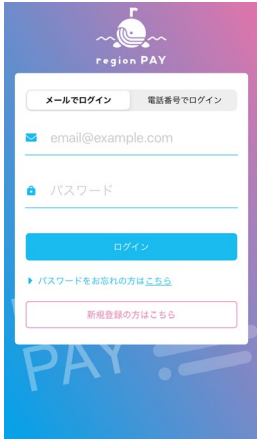 region PAY
メールでログイン
電話番号でログイン
email@example.com
パスワード
ログイン
パスワードをお忘れの方はこちら
新規登録の方はこちら
PAY